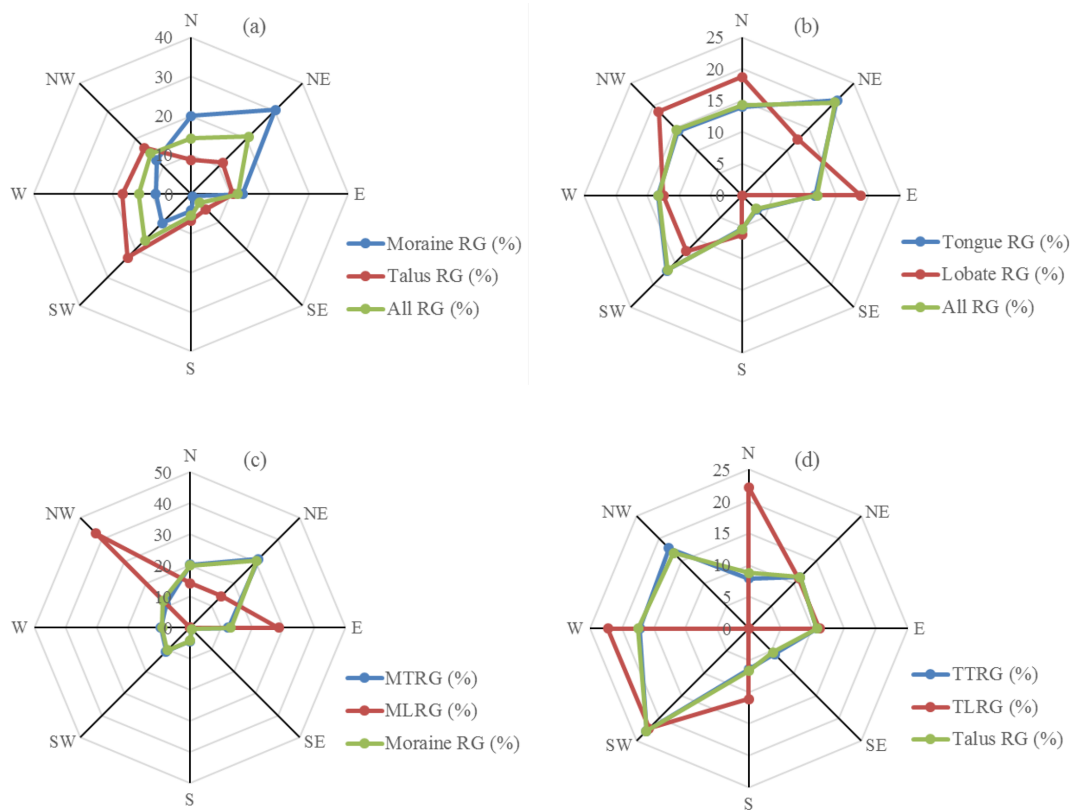 (a)
N
NE
E
SE
S
SW
W
NW
40
30
20
10
0
Moraine RG (%)
Talus RG (%)
All RG (%)
(b)
N
NE
E
SE
S
SW
W
NW
25
20
15
10
5
0
Tongue RG (%)
Lobate RG (%)
All RG (%)
(c)
N
NE
E
SE
S
SW
W
NW
50
40
30
20
10
0
MTRG (%)
MLRG (%)
Moraine RG (%)
(d)
N
NE
E
SE
S
SW
W
NW
25
20
15
10
5
0
TTRG (%)
TLRG (%)
Talus RG (%)